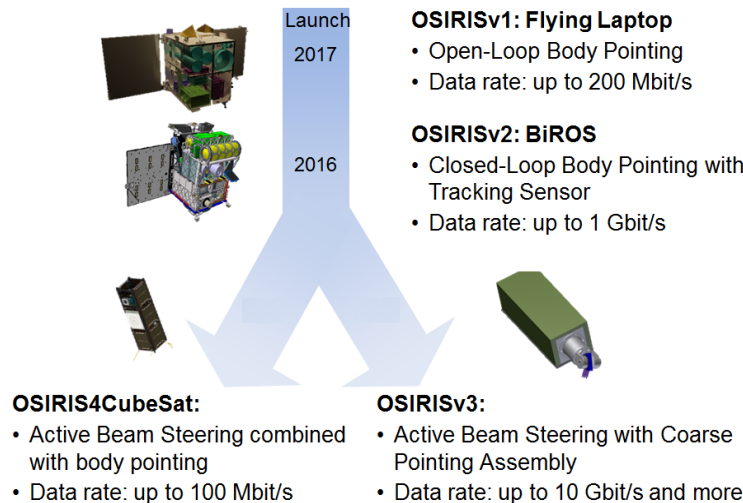 Launch
2017
OSIRISv1: Flying Laptop
• Open-Loop Body Pointing
• Data rate: up to 200 Mbit/s
2016
OSIRISv2: BiROS
• Closed-Loop Body Pointing with
Tracking Sensor
• Data rate: up to 1 Gbit/s
OSIRIS4CubeSat:
• Active Beam Steering combined
with body pointing
• Data rate: up to 100 Mbit/s
OSIRISv3:
• Active Beam Steering with Coarse
Pointing Assembly
• Data rate: up to 10 Gbit/s and more